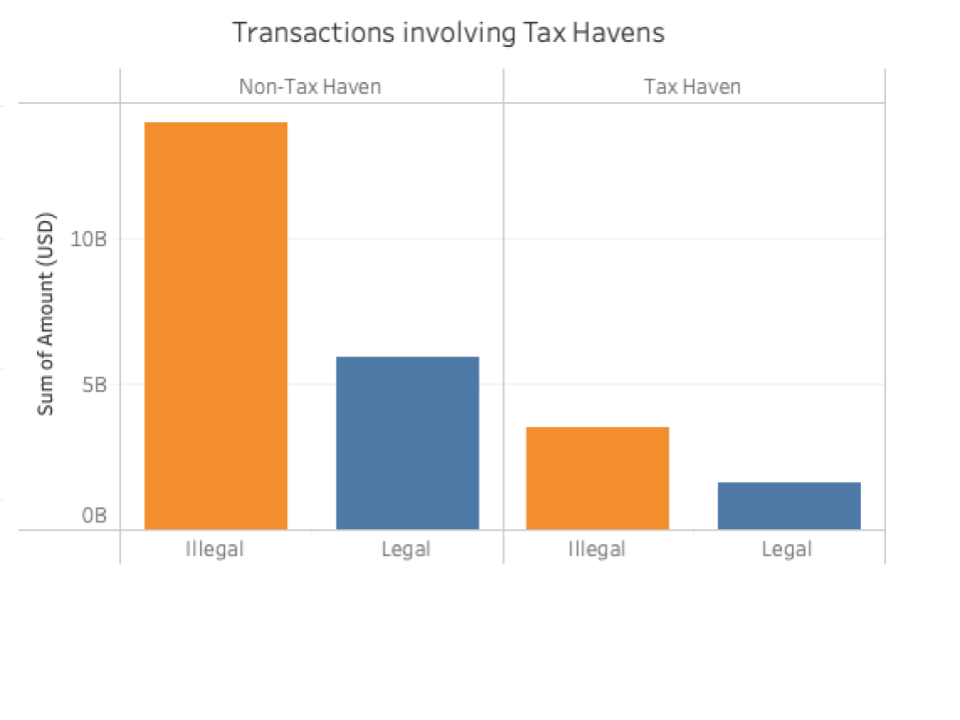 Transactions involving Tax Havens
Non-Tax Haven
Tax Haven
Sum of Amount (USD)
10B
5B
0B
Illegal
Legal
Illegal
Legal